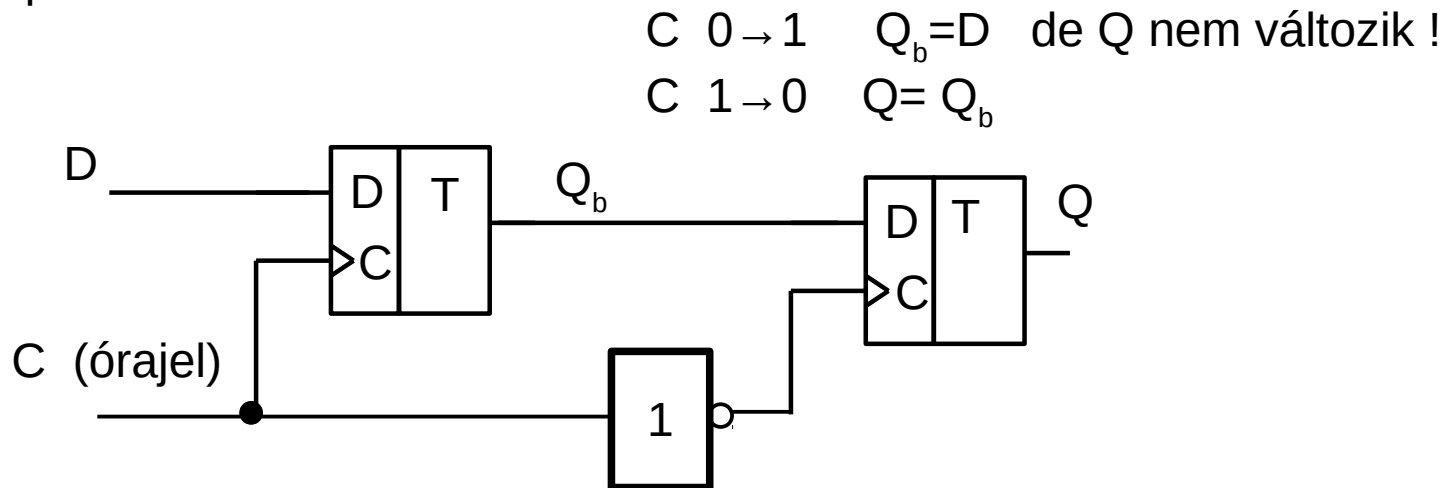 C 0→1 Q_b=D de Q nem változik !
C 1→0 Q= Q_b
D
D T
Q_b
D T
Q
C
C
C (órajel)
1